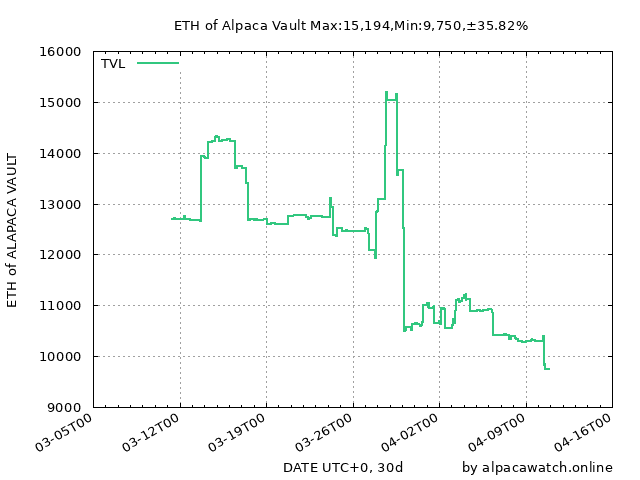 ETH of Alpaca Vault Max:15,194,Min:9,750,±35.82%
TVL
16000
15000
14000
13000
12000
11000
10000
9000
ETH of ALAPACA VAULT
03-05T00
03-12T00
03-19T00
03-26T00
04-02T00
04-09T00
04-16T00
DATE UTC+0, 30d
by alpacawatch.online